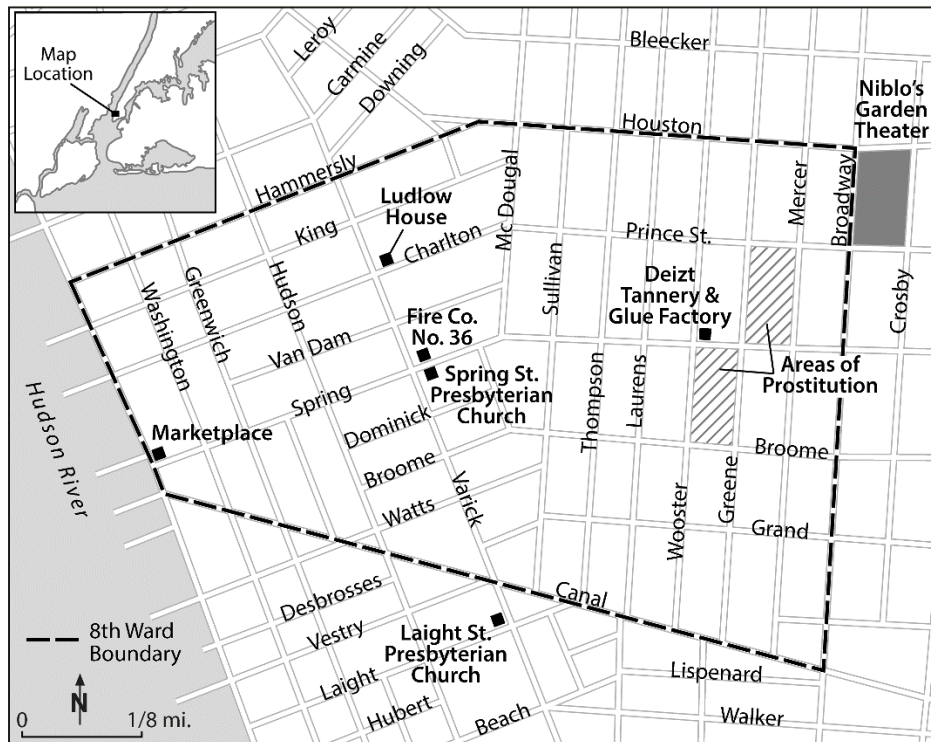 Map
Location
Leroy
Carmine
Downing
Bleecker
Niblo's
Garden
Theater
Houston
Hammersly
Mc Dougal
Mercer
Broadway
Ludlow
House
King
Charlton
Prince St.
Sullivan
Deizt
Tannery &
Glue Factory
Crosby
Washington
Greenwich
Hudson
Fire Co.
No. 36
Van Dam
Spring St.
Presbyterian
Church
Areas of
Prostitution
Spring
Thompson
Laurens
Hudson River
Marketplace
Dominick
Broome
Broome
Watts
Varick
Wooster
Greene
Grand
Desbrosses
Canal
Vestry
8th Ward
Boundary
Laight St.
Presbyterian
Church
Laight
Lispenard
N
Hubert
Beach
Walker
0
1/8 mi.